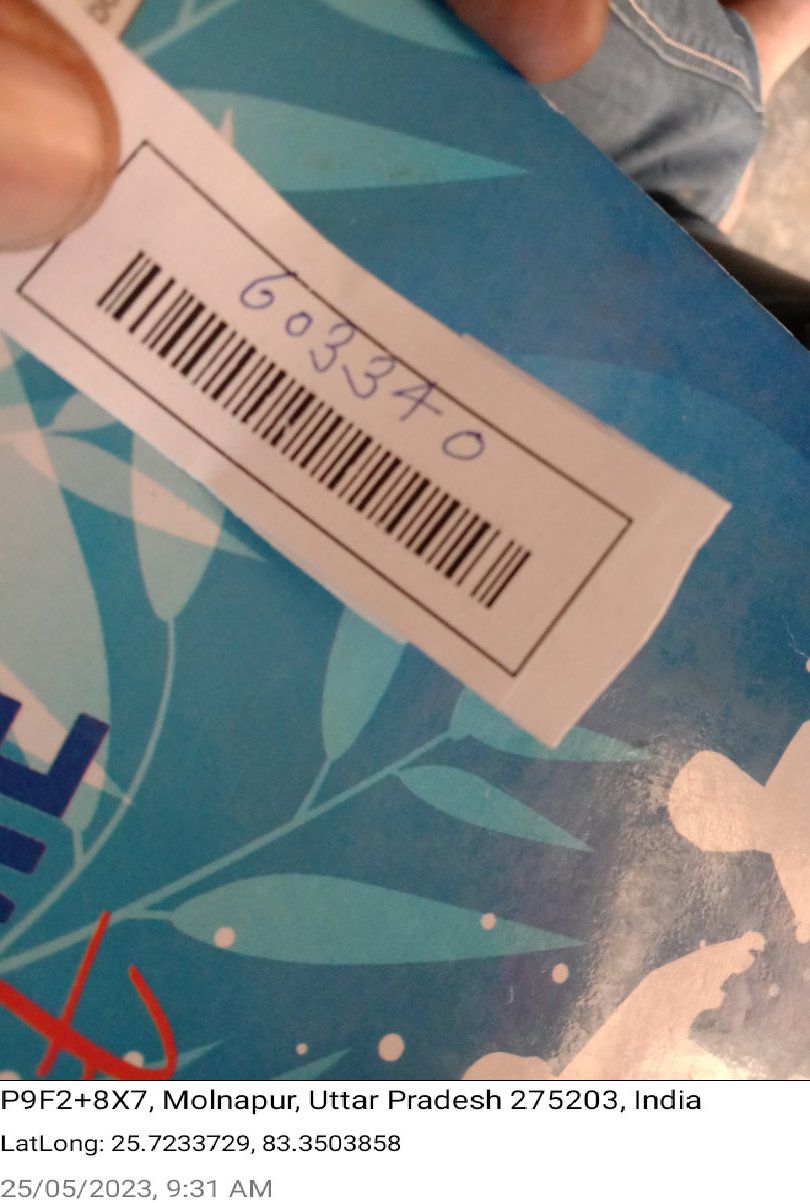 603340
P9F2+8X7, Molnapur, Uttar Pradesh 275203, India
LatLong: 25.7233729, 83.3503858
25/05/2023, 9:31 AM